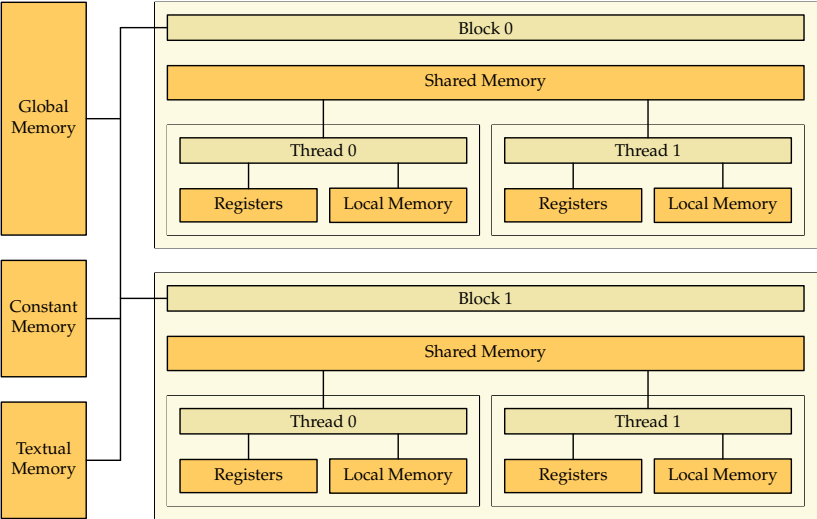 Global
Memory
Constant
Memory
Textual
Memory
Block 0
Shared Memory
Thread 0
Registers
Local Memory
Thread 1
Registers
Local Memory
Block 1
Shared Memory
Thread 0
Registers
Local Memory
Thread 1
Registers
Local Memory